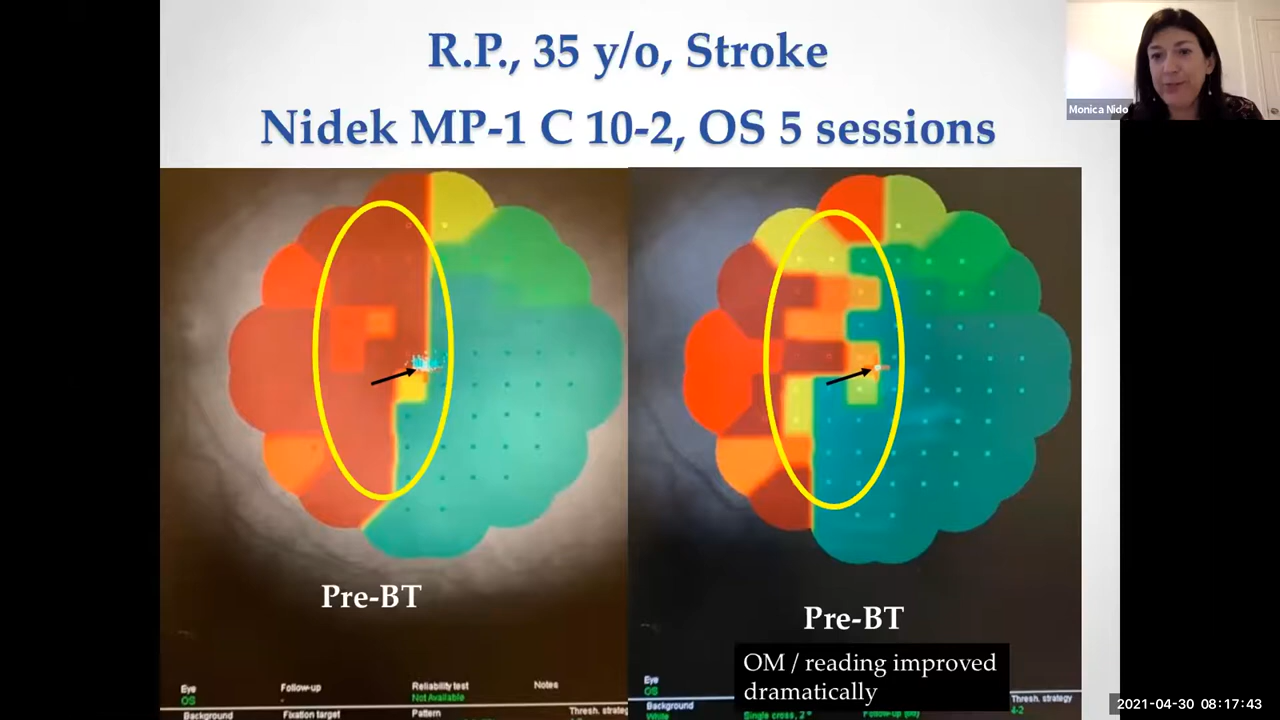 R.P., 35 y/o, Stroke
Nidek MP-1 C 10-2, OS 5 sessions
Monica Nido
Pre-BT
Pre-BT
OM / reading improved
dramatically
Eye
OS
Background
Follow-up
-
Fixation target
Reliability test
Not Available
Pattern
Notes
Thresh. strateg
Eye
OS
Background
White
Single cross, 2°
Thresh. strategy
4-2
2021-04-30 08:17:43